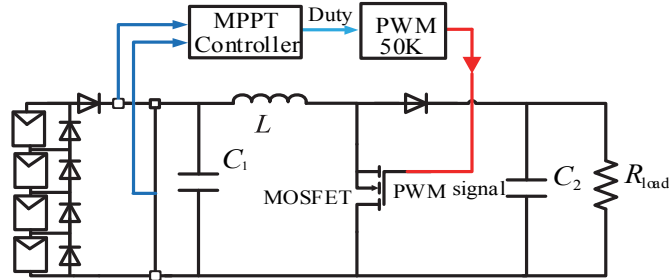 MPPT
Controller
Duty
PWM
50K
L
C1
MOSFET
PWM signal
C2
Rload